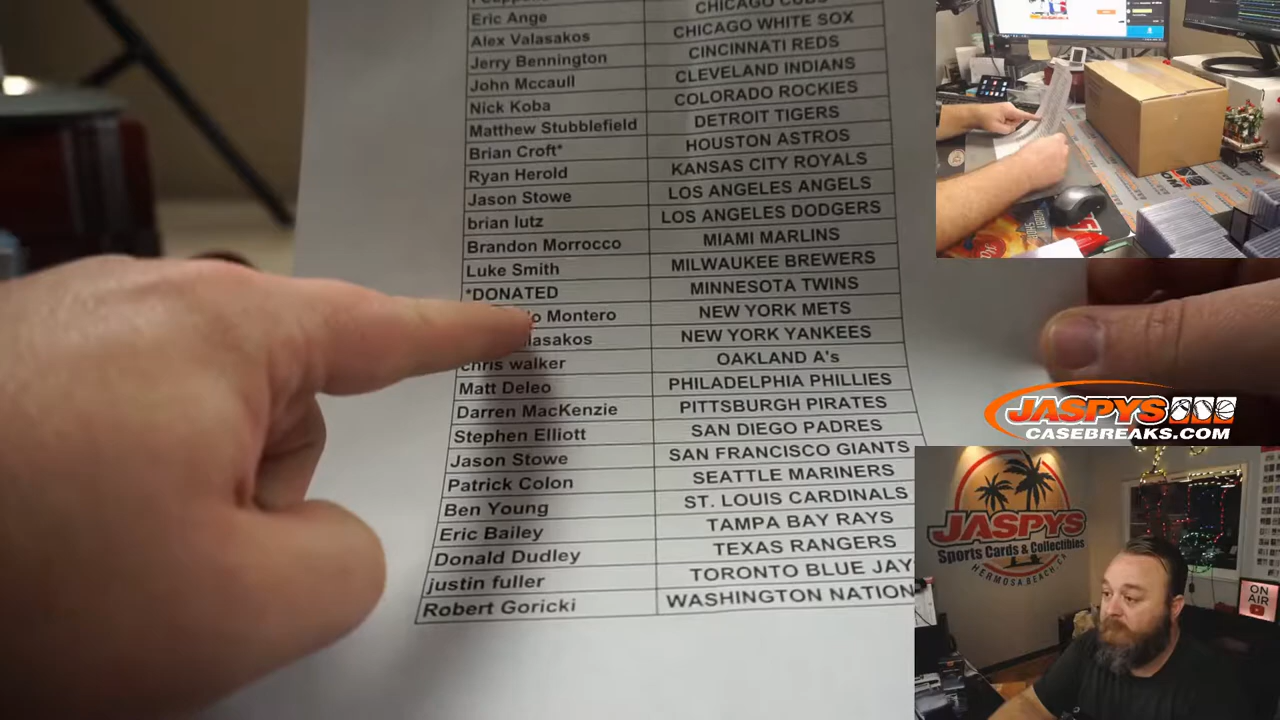 Eric Ange CHICAGO CUBS
Alex Valasakos CHICAGO WHITE SOX
Jerry Bennington CINCINNATI REDS
John Mccaull CLEVELAND INDIANS
Nick Koba COLORADO ROCKIES
Matthew Stubblefield DETROIT TIGERS
Brian Croft* HOUSTON ASTROS
Ryan Herold KANSAS CITY ROYALS
Jason Stowe LOS ANGELES ANGELS
brian lutz LOS ANGELES DODGERS
Brandon Morrocco MIAMI MARLINS
Luke Smith MILWAUKEE BREWERS
*DONATED MINNESOTA TWINS
Montero NEW YORK METS
lasakos NEW YORK YANKEES
chris walker OAKLAND A's
Matt Deleo PHILADELPHIA PHILLIES
Darren MacKenzie PITTSBURGH PIRATES
Stephen Elliott SAN DIEGO PADRES
Jason Stowe SAN FRANCISCO GIANTS
Patrick Colon SEATTLE MARINERS
Ben Young ST. LOUIS CARDINALS
Eric Bailey TAMPA BAY RAYS
Donald Dudley TEXAS RANGERS
justin fuller TORONTO BLUE JAY
Robert Goricki WASHINGTON NATION
JASPYS
CASEBREAKS.COM
JASPYS
Sports Cards & Collectibles
HERMOSA BEACH, CA
ON
AIR